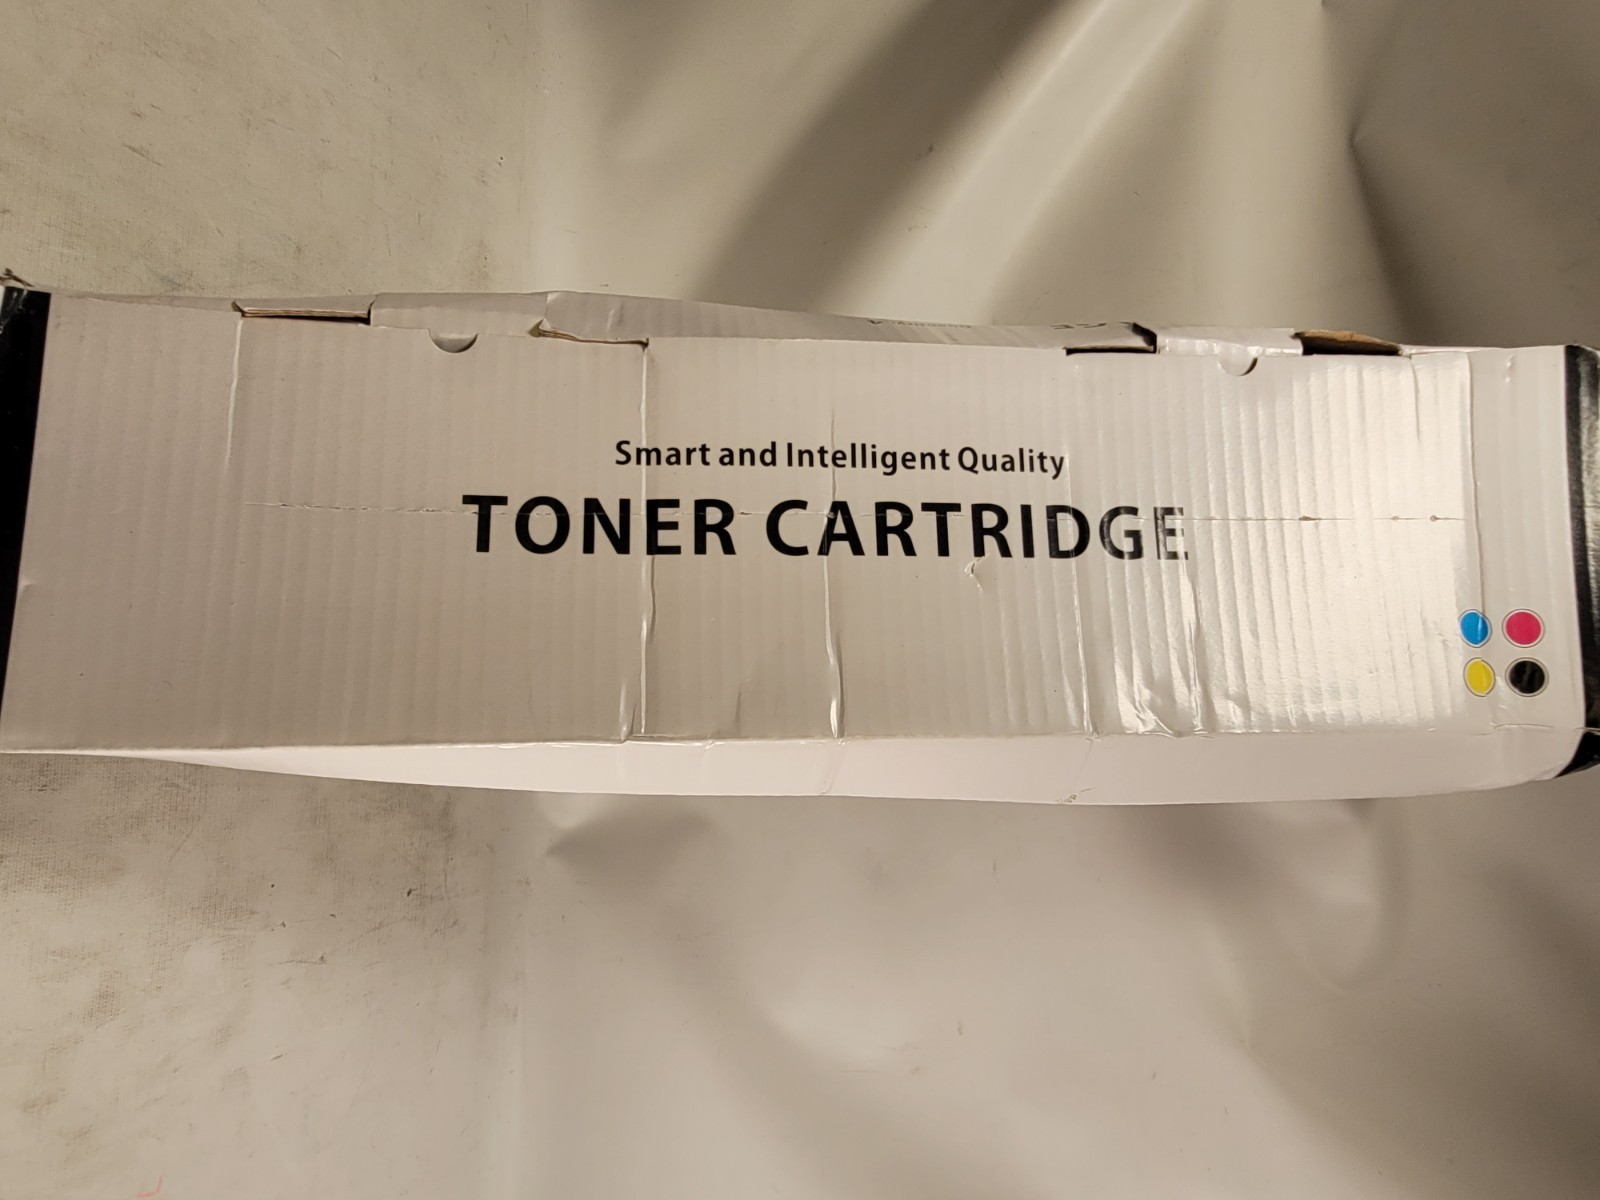 Smart and Intelligent Quality
TONER CARTRIDGE